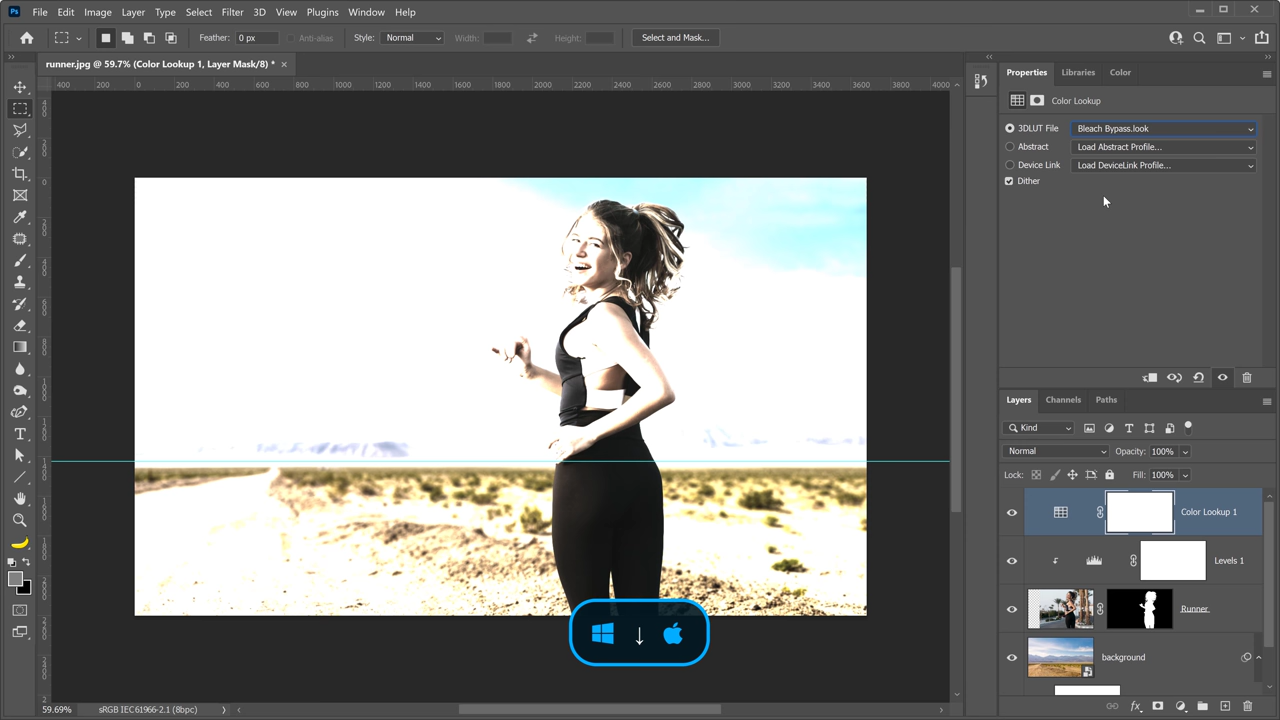 Ps File Edit Image Layer Type Select Filter 3D View Plugins Window Help
Feather: 0 px Anti-alias Style: Normal Width: Height: Select and Mask...
runner.jpg @ 59.7% (Color Lookup 1, Layer Mask/8) *
400 200 0 200 400 600 800 1000 1200 1400 1600 1800 2000 2200 2400 2600 2800 3000 3200 3400 3600 3800 4000
Properties Libraries Color
Color Lookup
3DLUT File Bleach Bypass.look
Abstract Load Abstract Profile...
Device Link Load DeviceLink Profile...
Dither
Layers Channels Paths
Kind
Normal Opacity: 100%
Lock: Fill: 100%
Color Lookup 1
Levels 1
Runner
background
59.69% sRGB IEC61966-2.1 (8bpc)